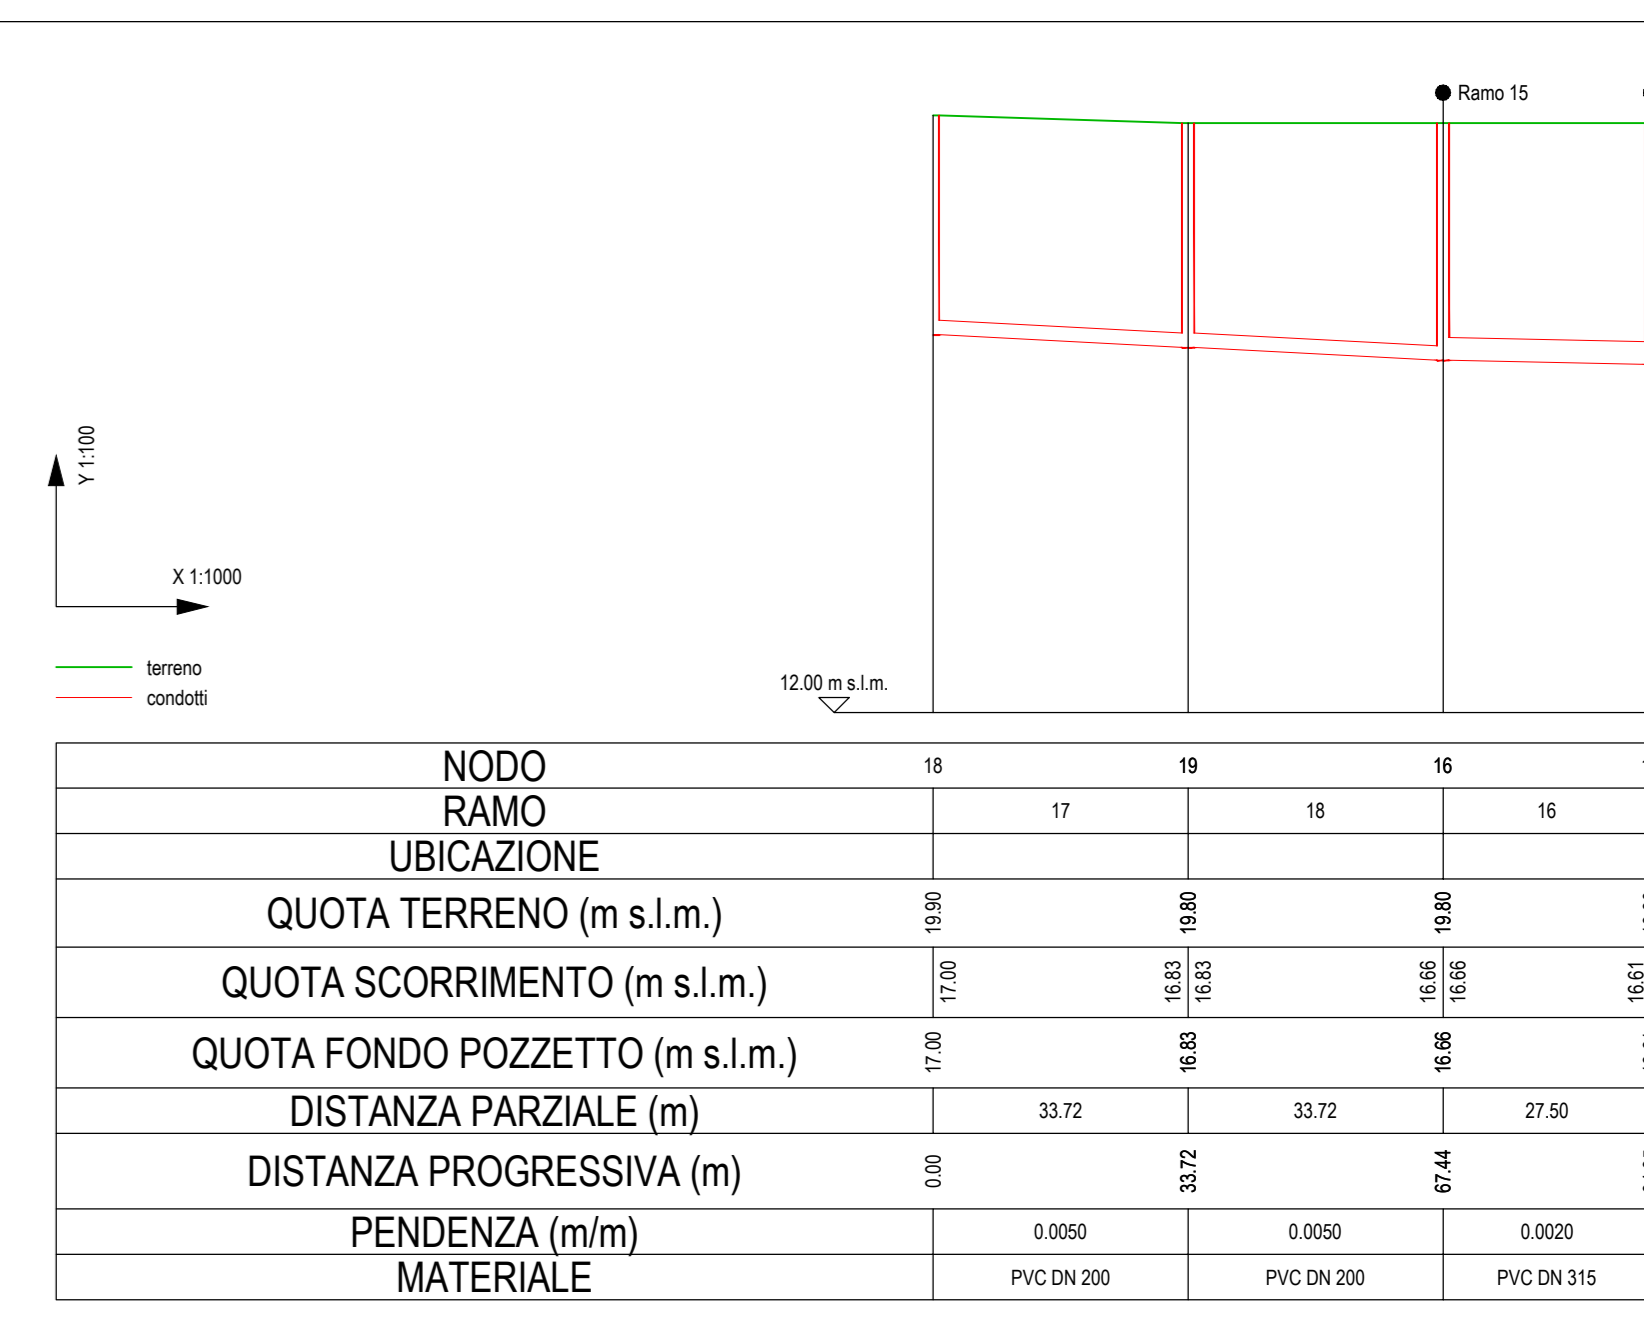 Ramo 15
Y 1:100
X 1:1000
terreno
condotti
12.00 m s.l.m.
NODO 18 19 16
RAMO 17 18 16
UBICAZIONE
QUOTA TERRENO (m s.l.m.) 19.90 19.80 19.80
QUOTA SCORRIMENTO (m s.l.m.) 17.00 16.83 16.83 16.66 16.66 16.61
QUOTA FONDO POZZETTO (m s.l.m.) 17.00 16.83 16.66
DISTANZA PARZIALE (m) 33.72 33.72 27.50
DISTANZA PROGRESSIVA (m) 0.00 33.72 67.44
PENDENZA (m/m) 0.0050 0.0050 0.0020
MATERIALE PVC DN 200 PVC DN 200 PVC DN 315